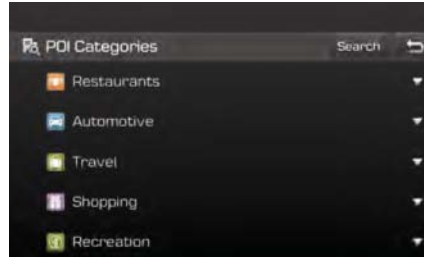 POI Categories Search
Restaurants
Automotive
Travel
Shopping
Recreation